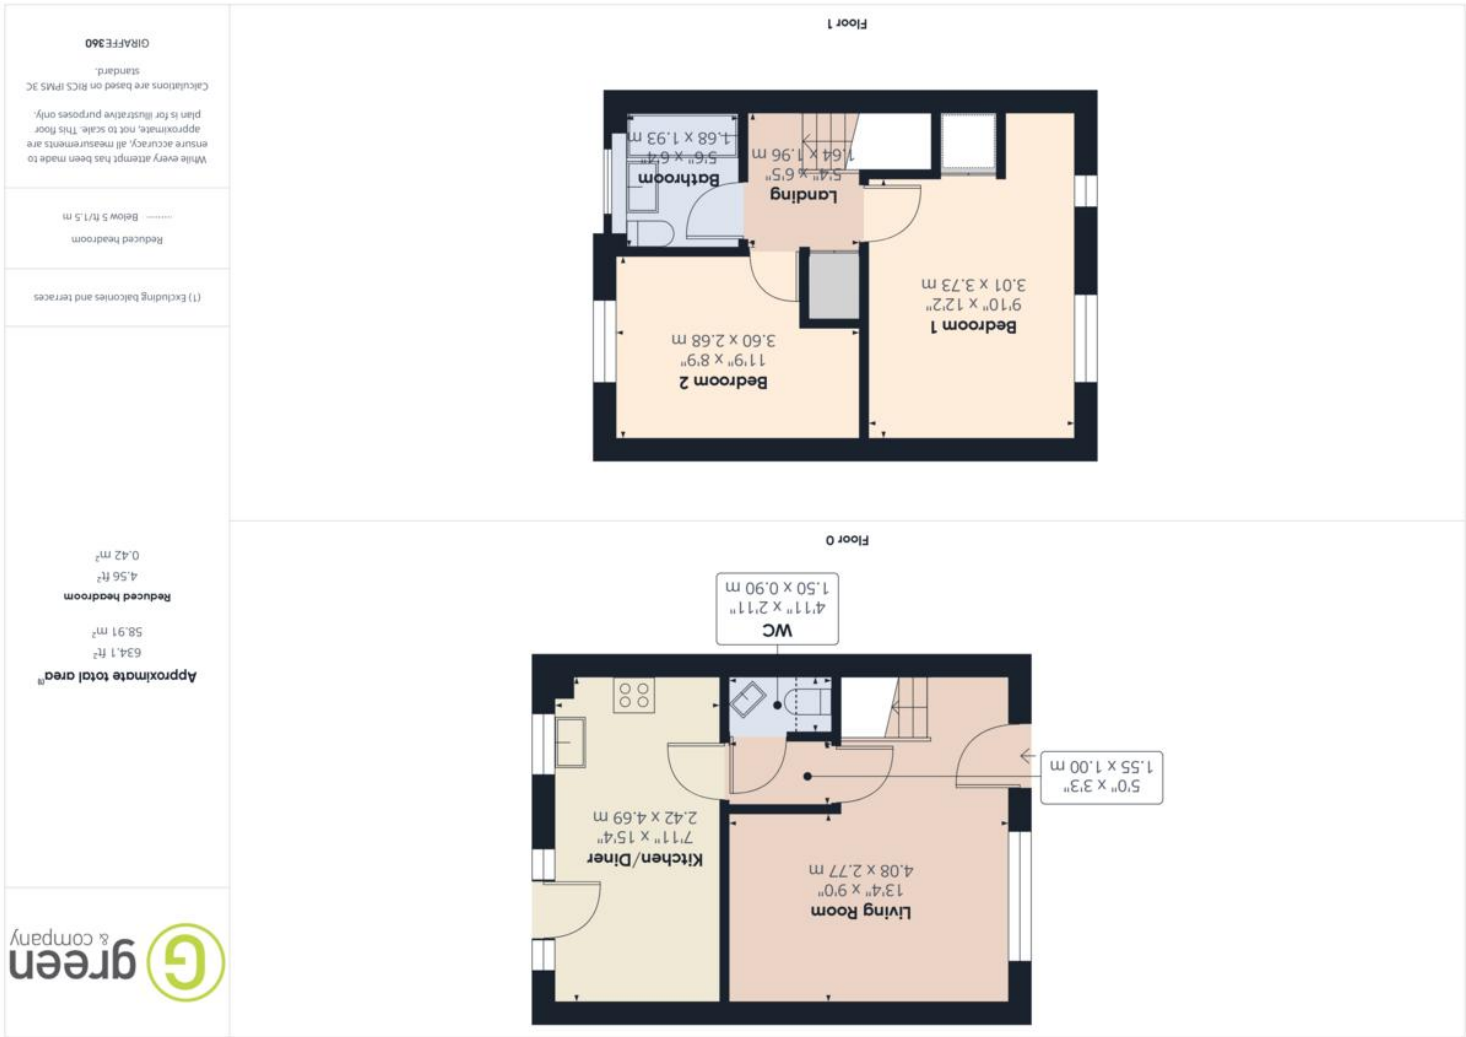 green
& company
Approximate total area⁽¹⁾
634.1 ft²
58.91 m²
Reduced headroom
4.56 ft²
0.42 m²
(1) Excluding balconies and terraces
Reduced headroom
Below 5 ft/1.5 m
While every attempt has been made to
ensure accuracy, all measurements are
approximate, not to scale. This floor
plan is for illustrative purposes only.
Calculations are based on RICS IPMS 3C
standard.
GIRAFFE360
Living Room
13'4" x 9'0"
4.08 x 2.77 m
Kitchen/Diner
7'11" x 15'4"
2.42 x 4.69 m
5'0" x 3'3"
1.55 x 1.00 m
WC
4'11" x 2'11"
1.50 x 0.90 m
Floor 0
Bedroom 2
11'9" x 8'9"
3.60 x 2.68 m
Bedroom 1
9'10" x 12'2"
3.01 x 3.73 m
Landing
5'4" x 6'5"
1.64 x 1.96 m
Bathroom
5'6" x 6'4"
1.68 x 1.93 m
Floor 1